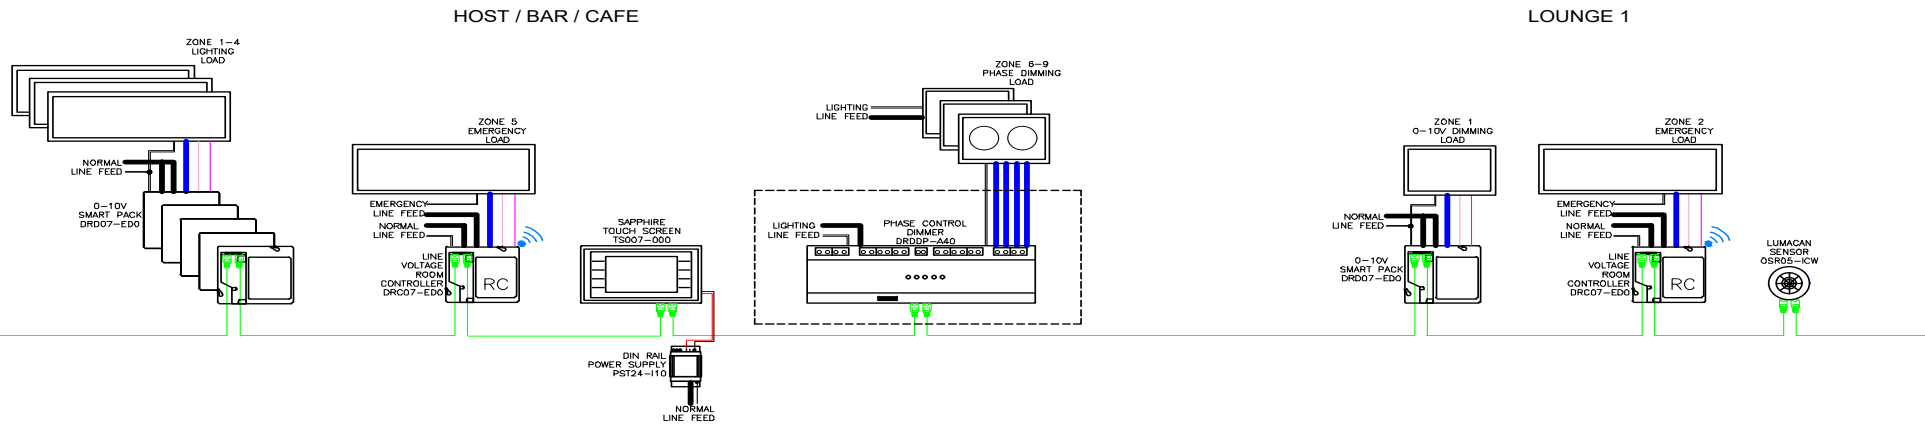 HOST / BAR / CAFE
LOUNGE 1
ZONE 1-4
LIGHTING
LOAD
NORMAL
LINE FEED
0-10V
SMART PACK
DRD07-ED0
ZONE 5
EMERGENCY
LOAD
EMERGENCY
LINE FEED
NORMAL
LINE FEED
LINE
VOLTAGE
ROOM
CONTROLLER
DRC07-ED0
RC
SAPPHIRE
TOUCH SCREEN
TS007-000
DIN RAIL
POWER SUPPLY
PST24-I10
NORMAL
LINE FEED
ZONE 6-9
PHASE DIMMING
LOAD
LIGHTING
LINE FEED
LIGHTING
LINE FEED
PHASE CONTROL
DIMMER
DRDDP-A40
ZONE 1
0-10V DIMMING
LOAD
NORMAL
LINE FEED
0-10V
SMART PACK
DRD07-ED0
ZONE 2
EMERGENCY
LOAD
EMERGENCY
LINE FEED
NORMAL
LINE FEED
LINE
VOLTAGE
ROOM
CONTROLLER
DRC07-ED0
RC
LUMACAN
SENSOR
OSR05-ICW